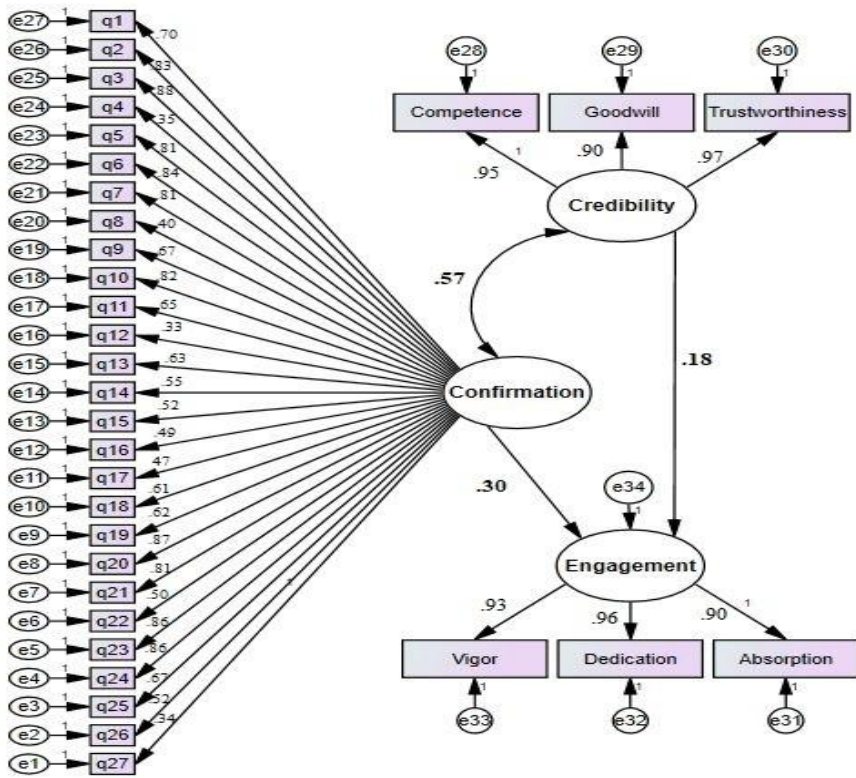 e27 1 q1 .70
e26 1 q2 .83
e25 1 q3 .88
e24 1 q4 .35
e23 1 q5 .81
e22 1 q6 .84
e21 1 q7 .81
e20 1 q8 .40
e19 1 q9 .67
e18 1 q10 .82
e17 1 q11 .65
e16 1 q12 .33
e15 1 q13 .63
e14 1 q14 .55
e13 1 q15 .52
e12 1 q16 .49
e11 1 q17 .47
e10 1 q18 .61
e9 1 q19 .62
e8 1 q20 .87
e7 1 q21 .81
e6 1 q22 .50
e5 1 q23 .86
e4 1 q24 .86
e3 1 q25 .67
e2 1 q26 .52
e1 1 q27 .34
1
e28 e29 e30
1 1 1
Competence Goodwill Trustworthiness
.95 1 .90 .97
Credibility
.57
.18
Confirmation
.30
e34
1
Engagement
.93 .96 .90 1
Vigor Dedication Absorption
1 1 1
e33 e32 e31